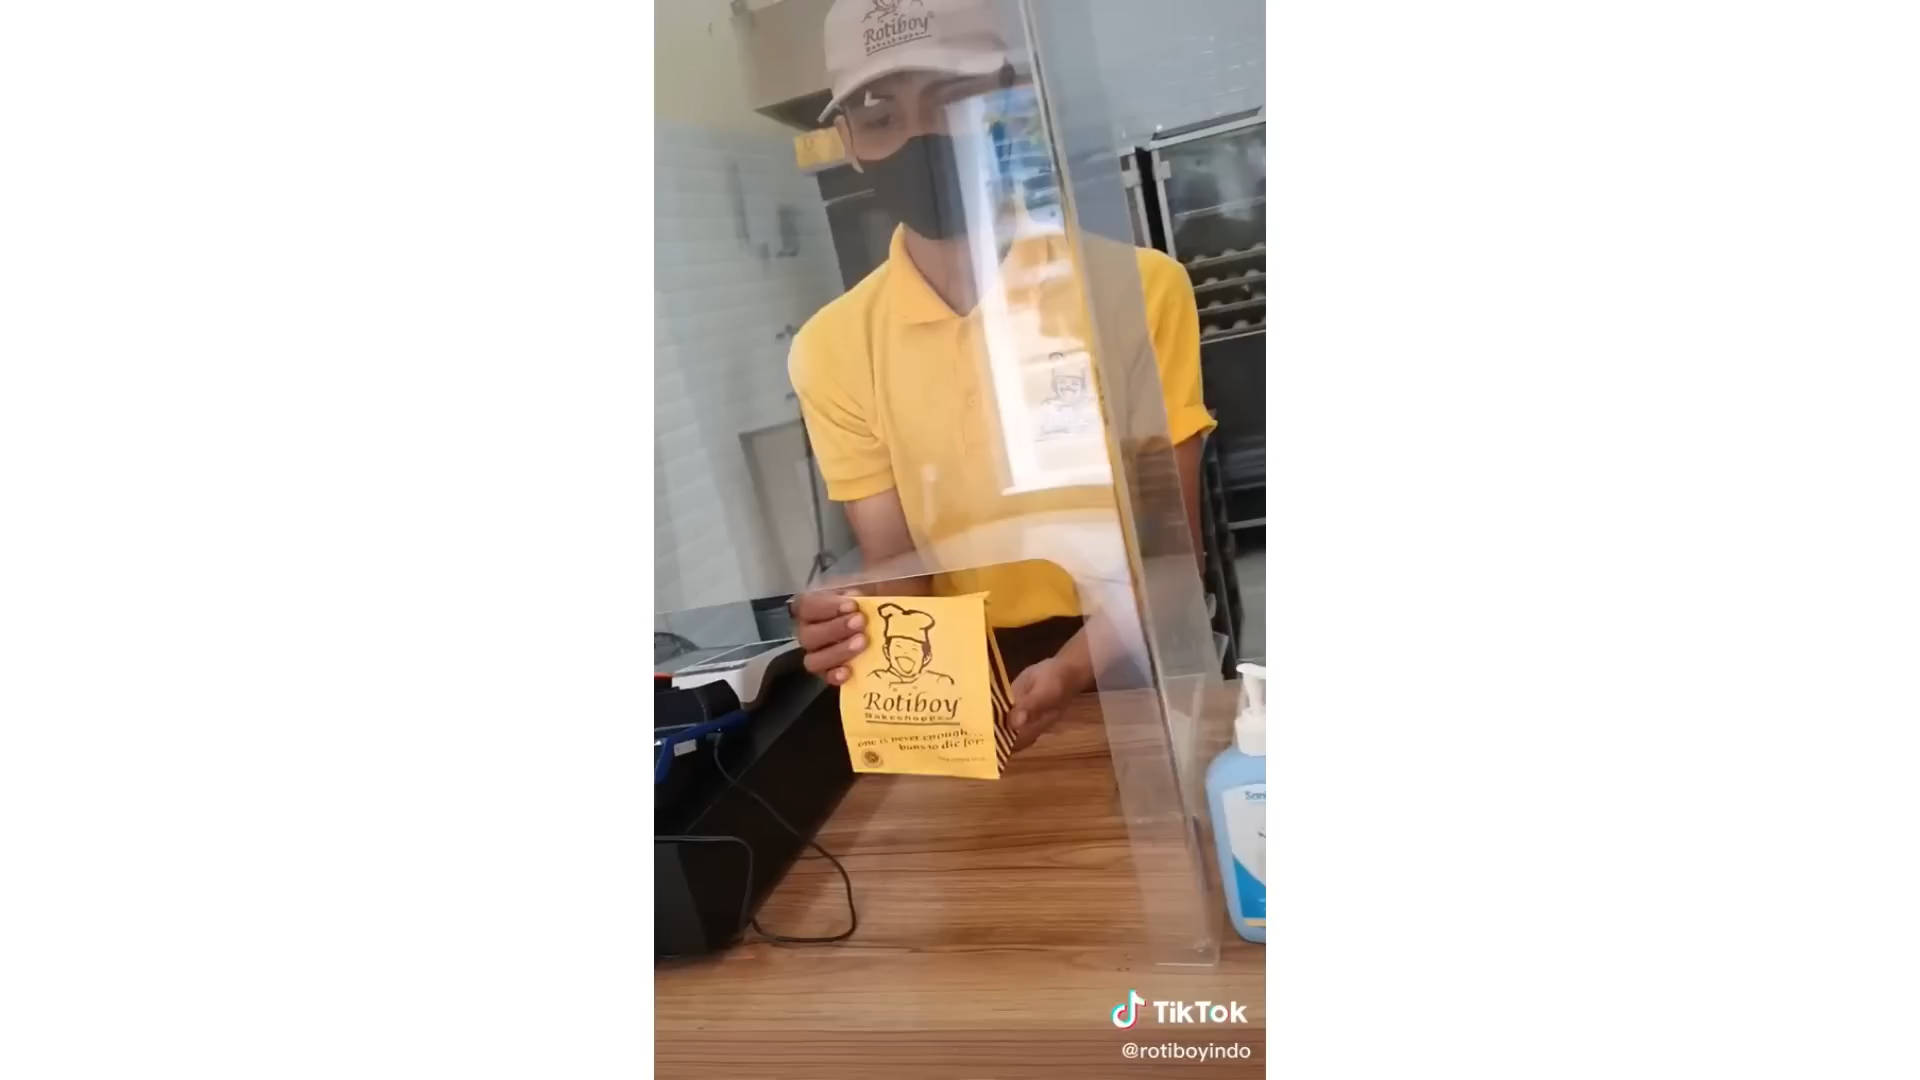 Rotiboy
Bakeshoppe
Rotiboy
Bakeshoppe
one is never enough...
buns to die for!
TikTok
@rotiboyindo